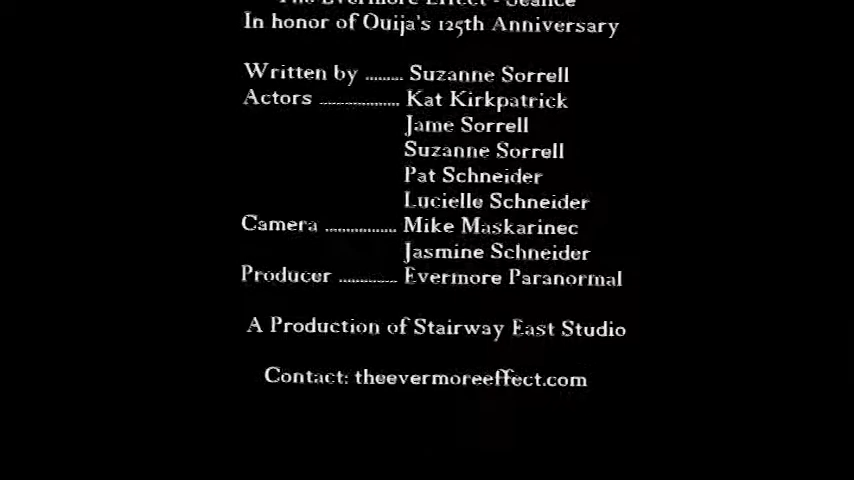 The Evermore Effect - Seance
In honor of Ouija's 125th Anniversary
Written by ......... Suzanne Sorrell
Actors .................. Kat Kirkpatrick
Jame Sorrell
Suzanne Sorrell
Pat Schneider
Lucielle Schneider
Camera ................ Mike Maskarinec
Jasmine Schneider
Producer ............. Evermore Paranormal
A Production of Stairway East Studio
Contact: theevermoreeffect.com